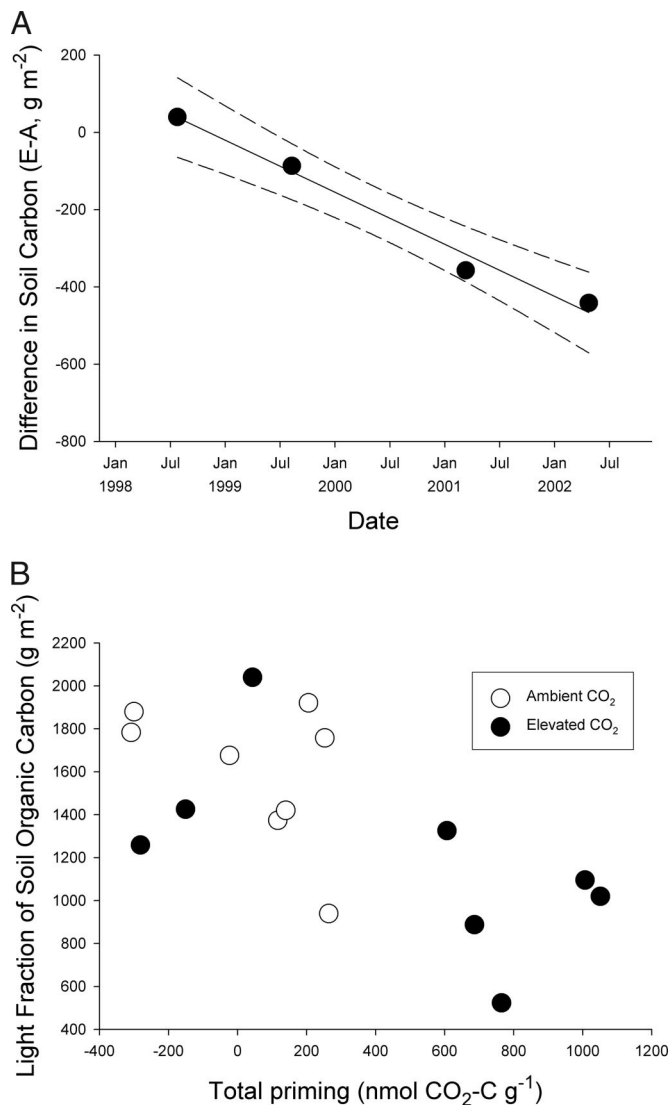 A
Difference in Soil Carbon (E-A, g m⁻²)
200
0
-200
-400
-600
-800
Jan Jul Jan Jul Jan Jul Jan Jul Jan Jul
1998 1999 2000 2001 2002
Date
B
Light Fraction of Soil Organic Carbon (g m⁻²)
2200
2000
1800
1600
1400
1200
1000
800
600
400
Ambient CO₂
Elevated CO₂
-400 -200 0 200 400 600 800 1000 1200
Total priming (nmol CO₂-C g⁻¹)